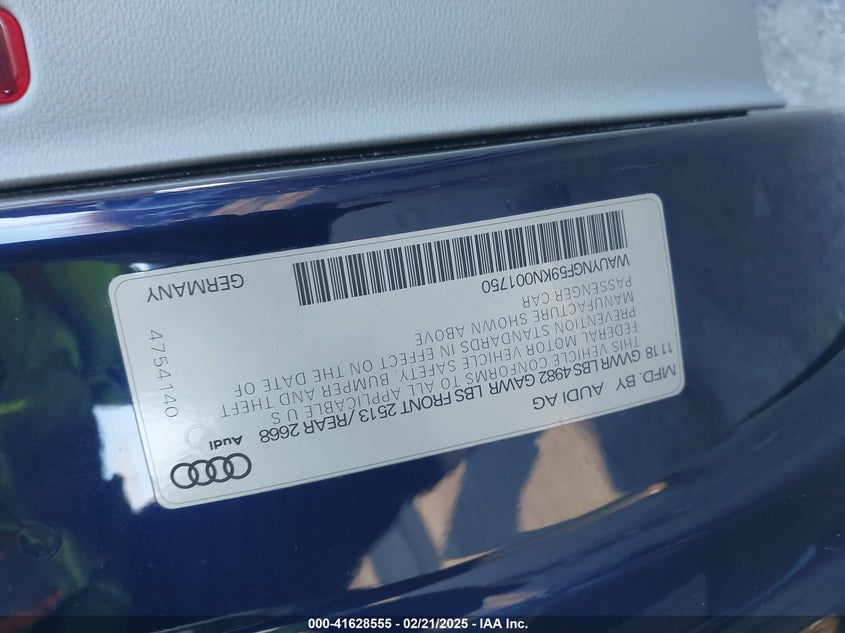 MFD. BY AUDI AG
11 18 GVWR LBS 4982 GAWR LBS FRONT 2513 / REAR 2668
THIS VEHICLE CONFORMS TO ALL APPLICABLE U.S
FEDERAL MOTOR VEHICLE SAFETY, BUMPER AND THEFT
PREVENTION STANDARDS IN EFFECT ON THE DATE OF
MANUFACTURE SHOWN ABOVE
PASSENGER CAR
WAUYNGF59KN001750
Audi
4754140
GERMANY
000-41628555 - 02/21/2025 - IAA Inc.